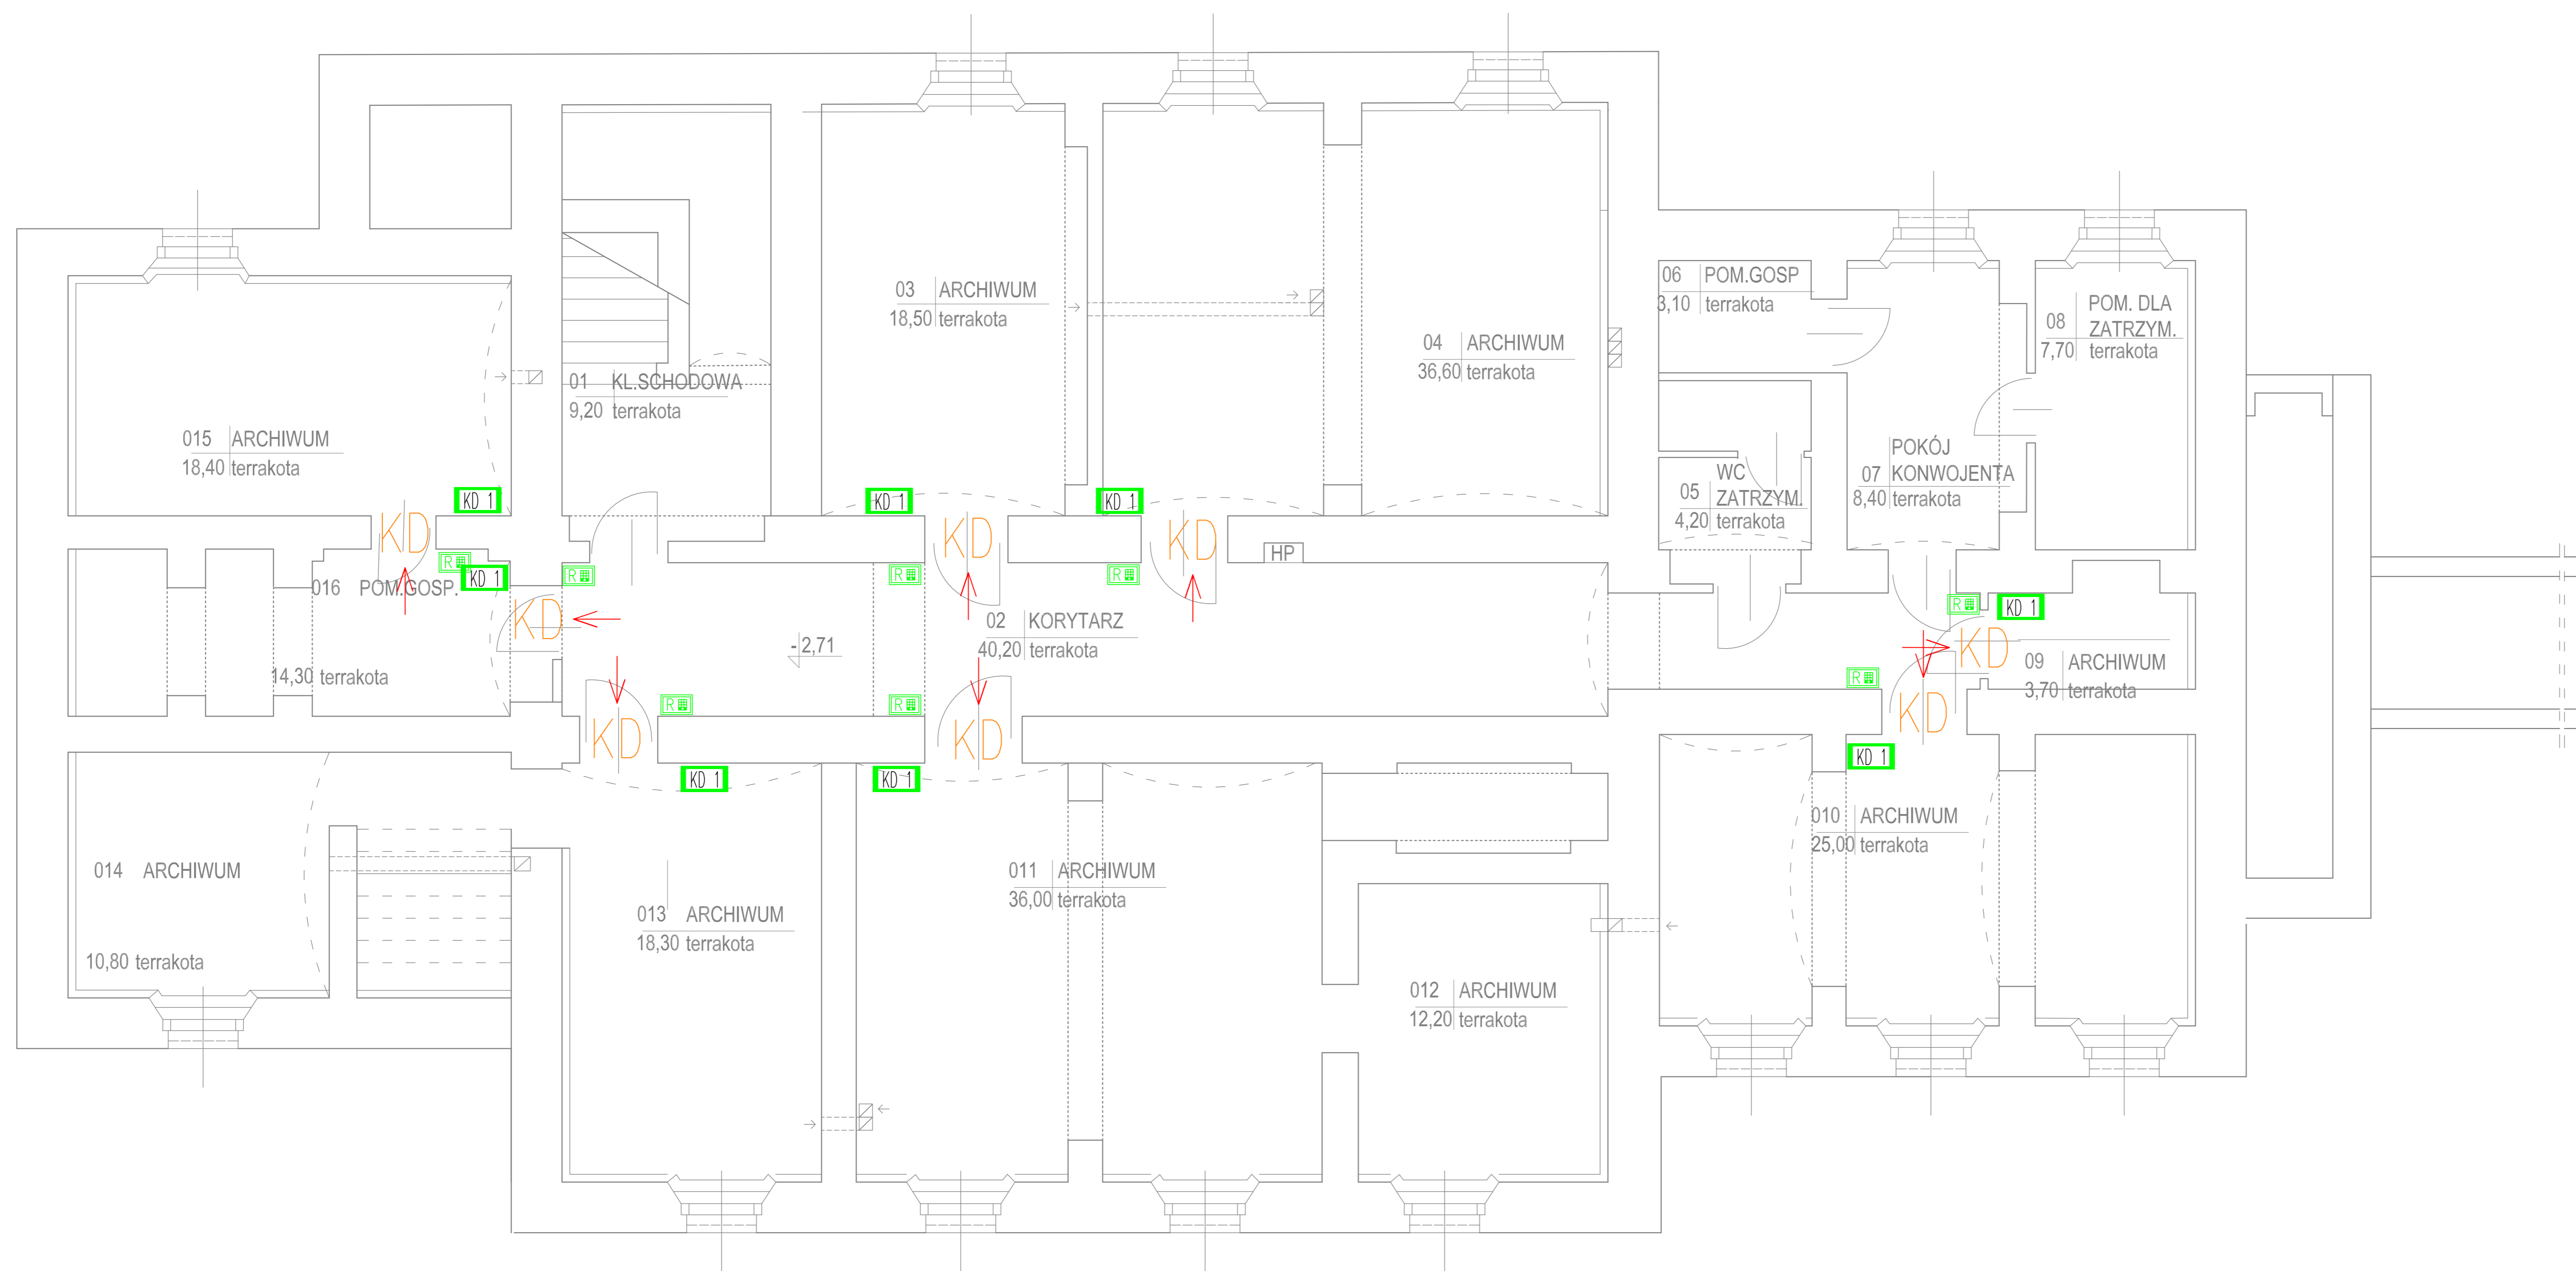 03 ARCHIWUM
18,50 terrakota
06 POM.GOSP
3,10 terrakota
08 POM. DLA
ZATRZYM.
7,70 terrakota
04 ARCHIWUM
36,60 terrakota
01 KL.SCHODOWA
9,20 terrakota
015 ARCHIWUM
18,40 terrakota
POKÓJ
07 KONWOJENTA
8,40 terrakota
WC
05 ZATRZYM.
4,20 terrakota
KD 1
KD 1
KD 1
KD
KD
KD
HP
R
KD 1
R
R
R
016 POM.GOSP.
14,30 terrakota
KD
-2,71
02 KORYTARZ
40,20 terrakota
R
KD 1
KD
09 ARCHIWUM
3,70 terrakota
R
R
R
KD
KD
KD
KD 1
KD 1
KD 1
010 ARCHIWUM
25,00 terrakota
014 ARCHIWUM
10,80 terrakota
011 ARCHIWUM
36,00 terrakota
013 ARCHIWUM
18,30 terrakota
012 ARCHIWUM
12,20 terrakota